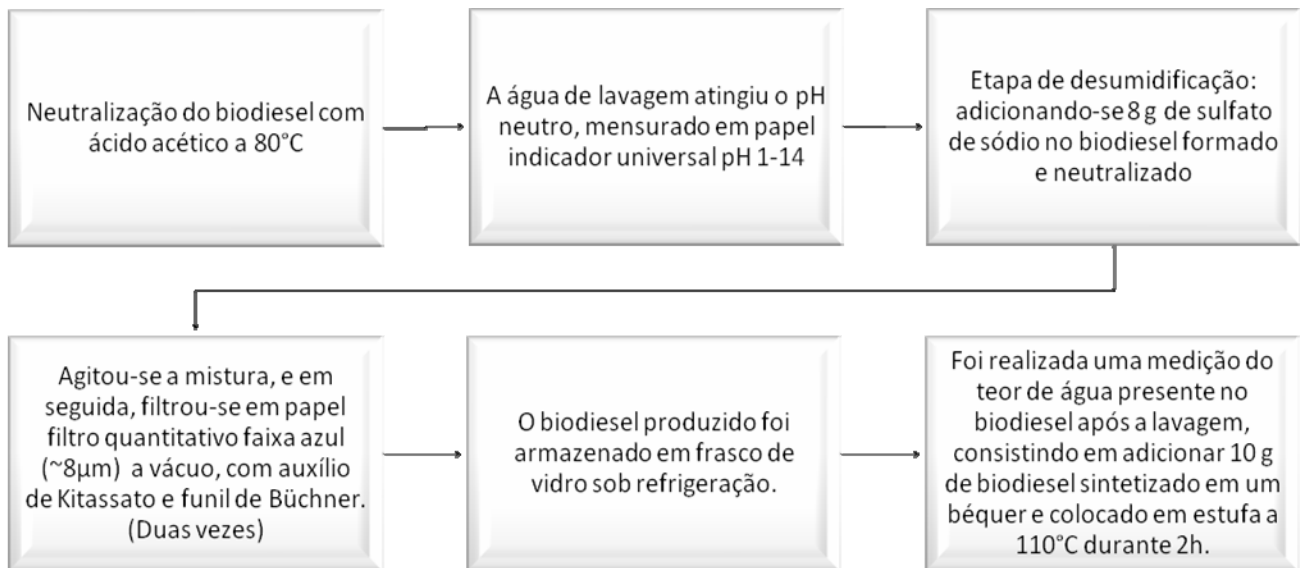 Neutralização do biodiesel com
ácido acético a 80°C
A água de lavagem atingiu o pH
neutro, mensurado em papel
indicador universal pH 1-14
Etapa de desumidificação:
adicionando-se 8 g de sulfato
de sódio no biodiesel formado
e neutralizado
Agitou-se a mistura, e em
seguida, filtrou-se em papel
filtro quantitativo faixa azul
(~8µm) a vácuo, com auxílio
de Kitassato e funil de Büchner.
(Duas vezes)
O biodiesel produzido foi
armazenado em frasco de
vidro sob refrigeração.
Foi realizada uma medição do
teor de água presente no
biodiesel após a lavagem,
consistindo em adicionar 10 g
de biodiesel sintetizado em um
béquer e colocado em estufa a
110°C durante 2h.